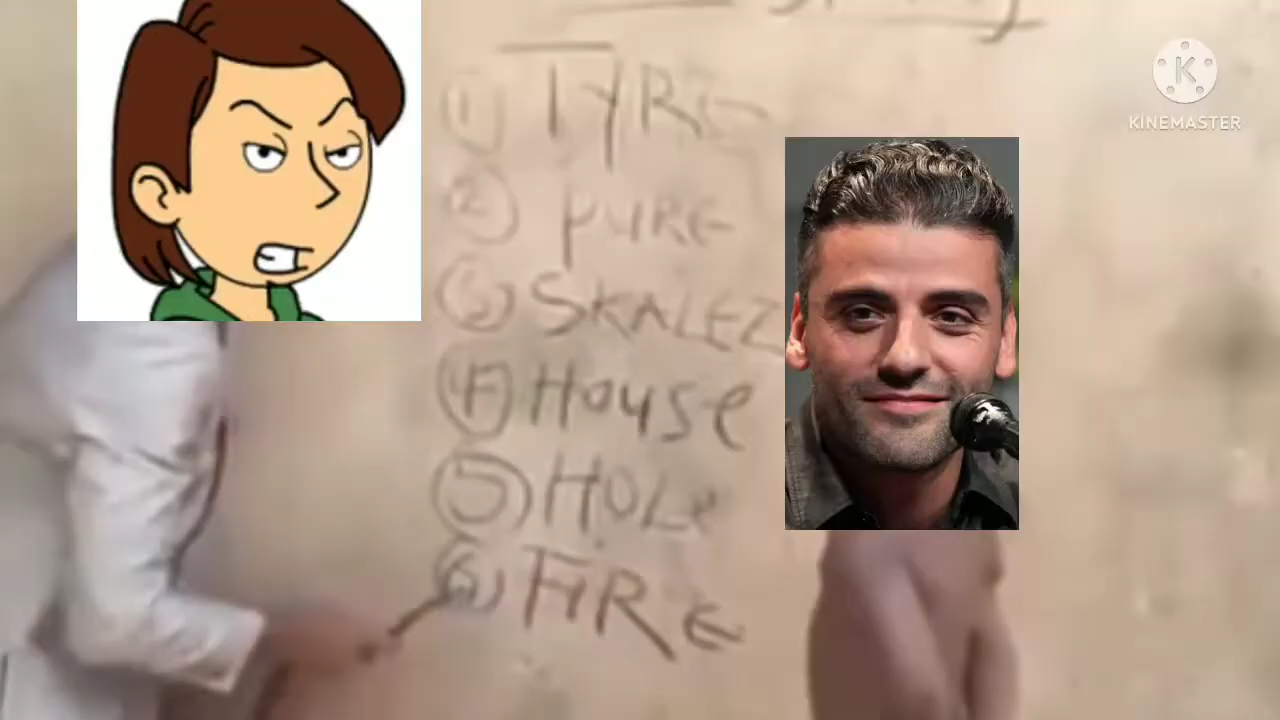 ① TYRE
② PURE
③ SKALEZ
④ House
⑤ HOLe
⑥ FiRe
KINEMASTER